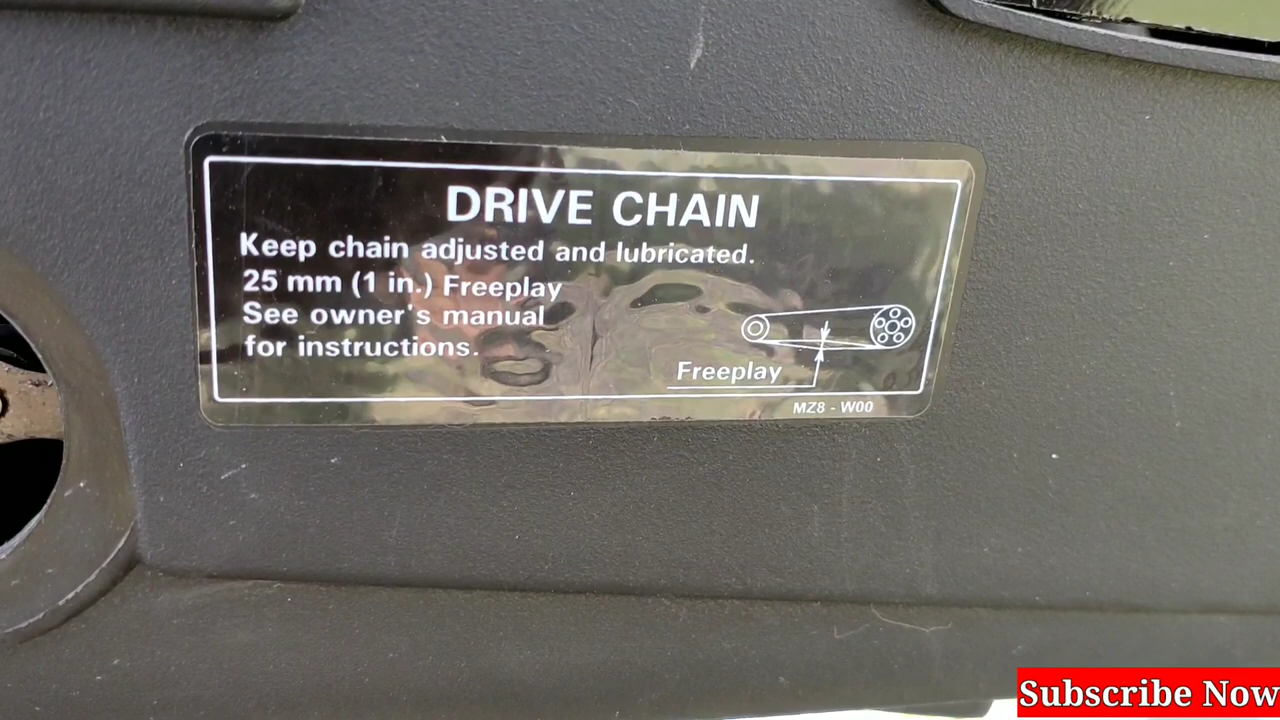 DRIVE CHAIN
Keep chain adjusted and lubricated.
25 mm (1 in.) Freeplay
See owner's manual
for instructions.
Freeplay
MZ8 - W00
Subscribe Now